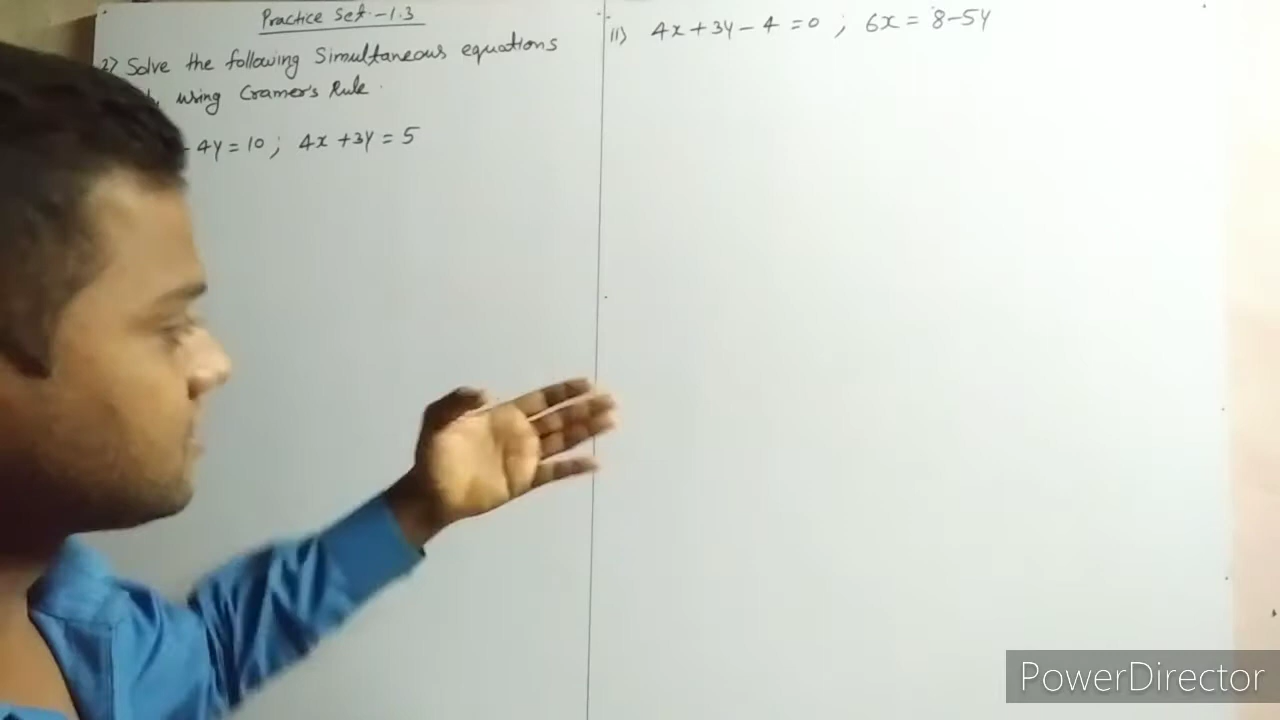 Practice Set-1.3
2) Solve the following Simultaneous equations
using Cramer's Rule.
- 4y = 10 ; 4x + 3y = 5
ii) 4x + 3y - 4 = 0 ; 6x = 8 - 5y
PowerDirector